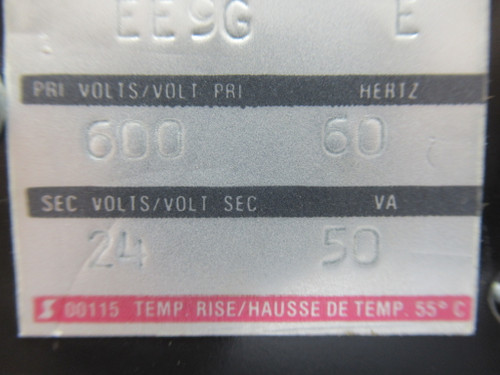 EE9G E
PRI VOLTS/VOLT PRI HERTZ
600 60
SEC VOLTS/VOLT SEC VA
24 50
00115 TEMP. RISE/HAUSSE DE TEMP. 55° C